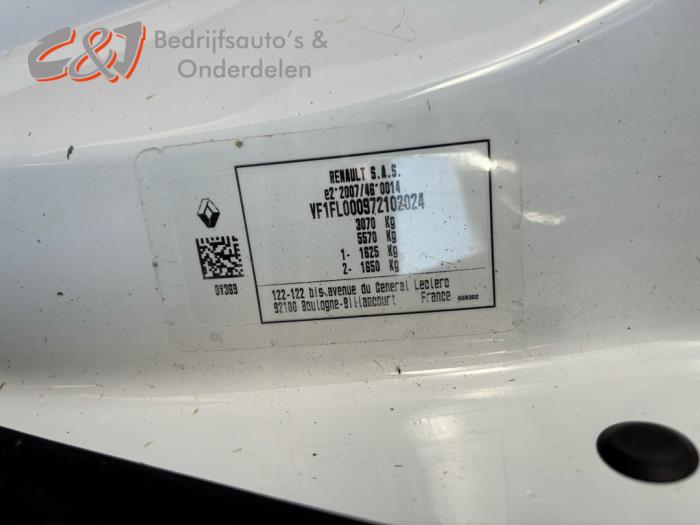 C&J Bedrijfsauto's &
Onderdelen
RENAULT S.A.S.
e2*2007/46*0014
VF1FL000972102024
3070 Kg
5570 Kg
1- 1625 Kg
2- 1650 Kg
0Y369
122-122 bis.avenue du General Leclerc
92100 Boulogne-Billancourt France